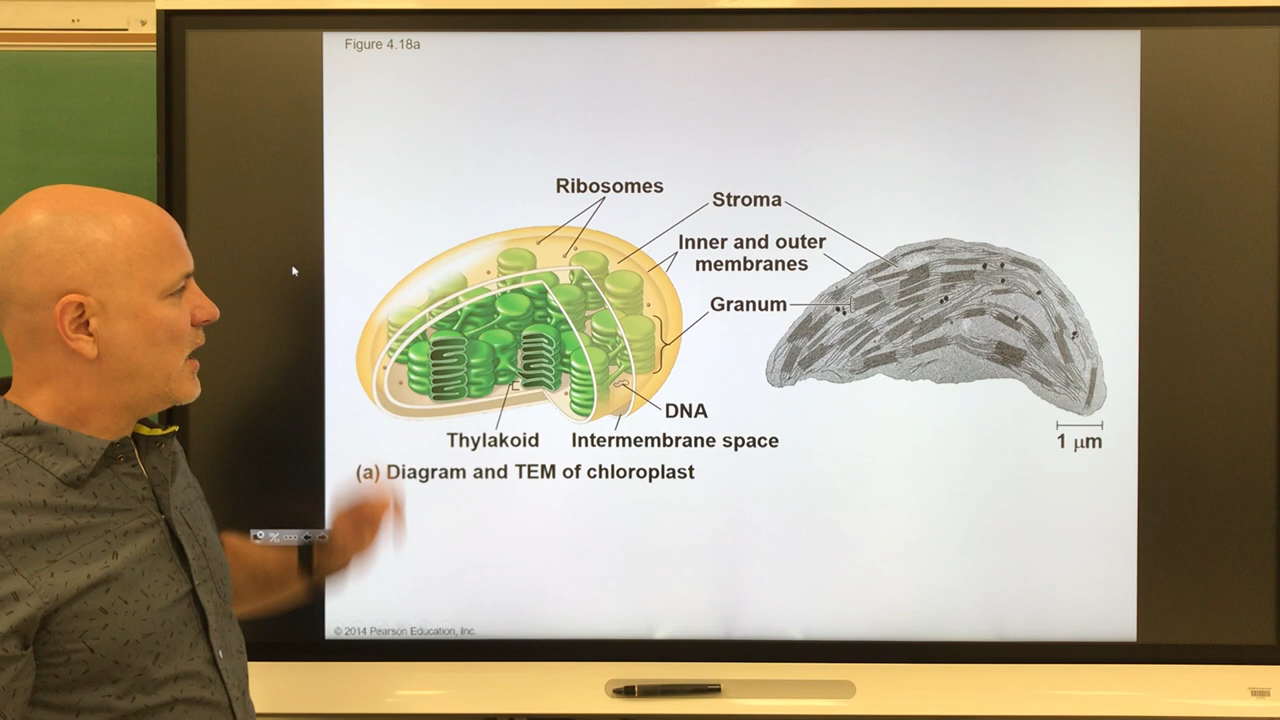 Figure 4.18a
Ribosomes
Stroma
Inner and outer
membranes
Granum
DNA
Thylakoid
Intermembrane space
1 μm
(a) Diagram and TEM of chloroplast
© 2014 Pearson Education, Inc.